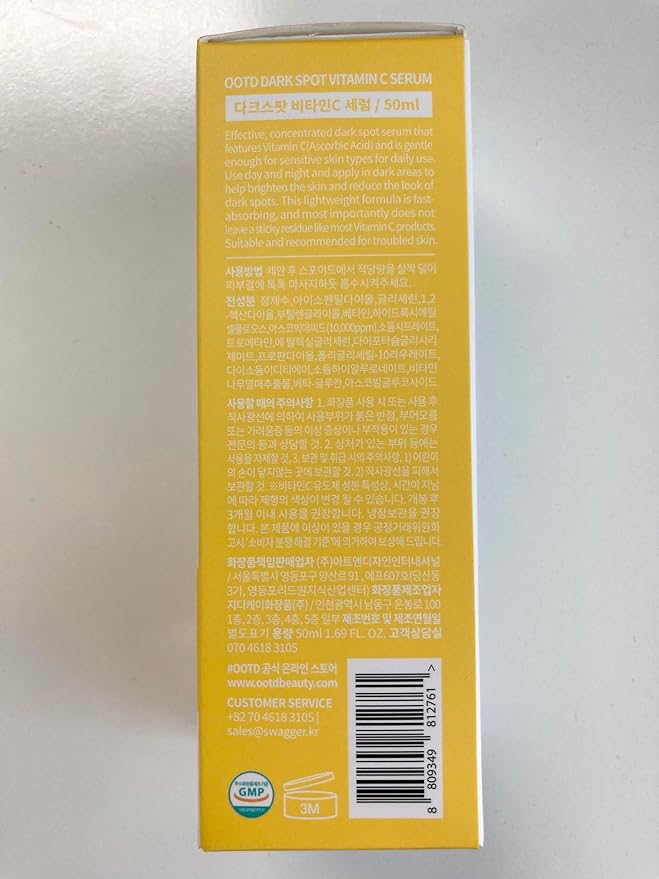 OOTD DARK SPOT VITAMIN C SERUM
다크스팟 비타민C 세럼 / 50ml
Effective, concentrated dark spot serum that
features Vitamin C(Ascorbic Acid) and is gentle
enough for sensitive skin types for daily use.
Use day and night and apply in dark areas to
help brighten the skin and reduce the look of
dark spots. This lightweight formula is fast-
absorbing, and most importantly does not
leave a sticky residue like most Vitamin C products.
Suitable and recommended for troubled skin.
사용방법 세안 후 스포이드에서 적당량을 살짝 덜어
피부결에 톡톡 마사지하듯 흡수시켜주세요.
전성분 정제수,아이소펜틸다이올,글리세린,1,2
-헥산다이올,부틸렌글라이콜,베타인,하이드록시에틸
셀룰로오스,아스코빅애씨드(10,000ppm),소듐시트레이트,
트로메타민,에틸헥실글리세린,다이포타슘글리시리
제이트,프로판다이올,폴리글리세릴-10라우레이트,
다이소듐이디티에이,소듐하이알루로네이트,비타민
나무열매추출물,베타-글루칸,아스코빌글루코사이드
사용할 때의 주의사항 1. 화장품 사용 시 또는 사용 후
직사광선에 의하여 사용부위가 붉은 반점, 부어오름
또는 가려움증 등의 이상 증상이나 부작용이 있는 경우
전문의 등과 상담할 것. 2. 상처가 있는 부위 등에는
사용을 자제할 것. 3. 보관 및 취급 시의 주의사항. 1) 어린이
의 손이 닿지않는 곳에 보관할 것. 2) 직사광선을 피해서
보관할 것. ※비타민C 유도체 성분 특성상, 시간이 지남
에 따라 제형의 색상이 변경 될 수 있습니다. 개봉 후
3개월 이내 사용을 권장합니다. 냉장보관을 권장
합니다. 본 제품에 이상이 있을 경우 공정거래위원회
고시 '소비자 분쟁 해결 기준'에 의거하여 보상해 드립니다.
화장품책임판매업자 (주)아트앤디자인인터내셔널
/ 서울특별시 영등포구 양산로 91 , 에프607호(당산동
3가, 영등포리드원지식산업센터) 화장품제조업자
지디케이화장품(주) / 인천광역시 남동구 은봉로 100
1층, 2층, 3층, 4층, 5층 일부 제조번호 및 제조연월일
별도표기 용량 50ml 1.69 FL. OZ. 고객상담실
070 4618 3105
#OOTD 공식 온라인 스토어
www.ootdbeauty.com
CUSTOMER SERVICE
+82 70 4618 3105 |
sales@swagger.kr
8 809349 812761 >
GMP
3M